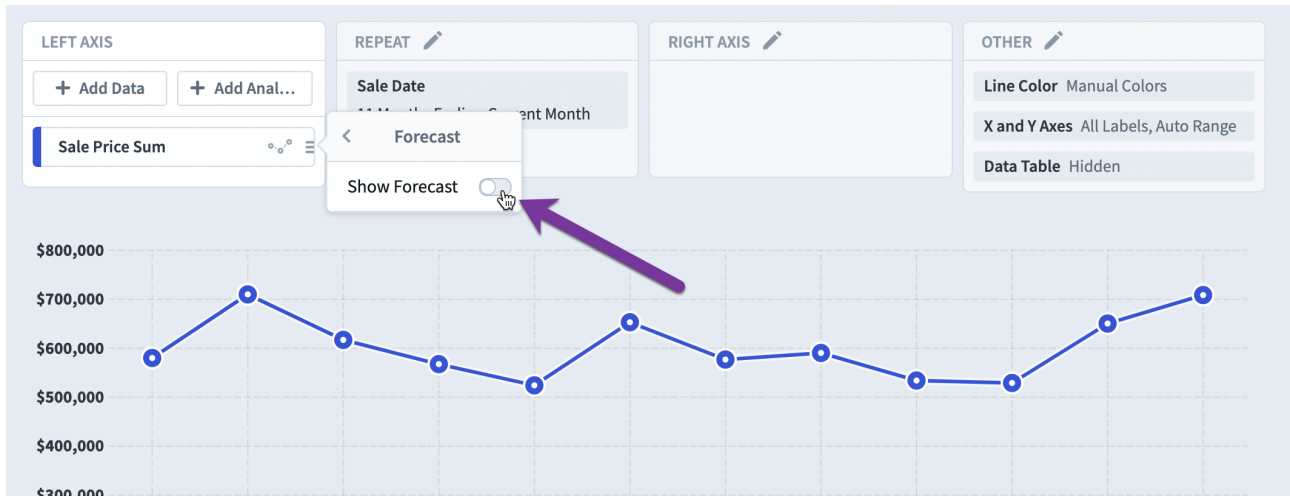 LEFT AXIS
Add Data
Add Anal...
Sale Price Sum
REPEAT
Sale Date
ent Month
Forecast
Show Forecast
RIGHT AXIS
OTHER
Line Color Manual Colors
X and Y Axes All Labels, Auto Range
Data Table Hidden
$800,000
$700,000
$600,000
$500,000
$400,000
$300,000